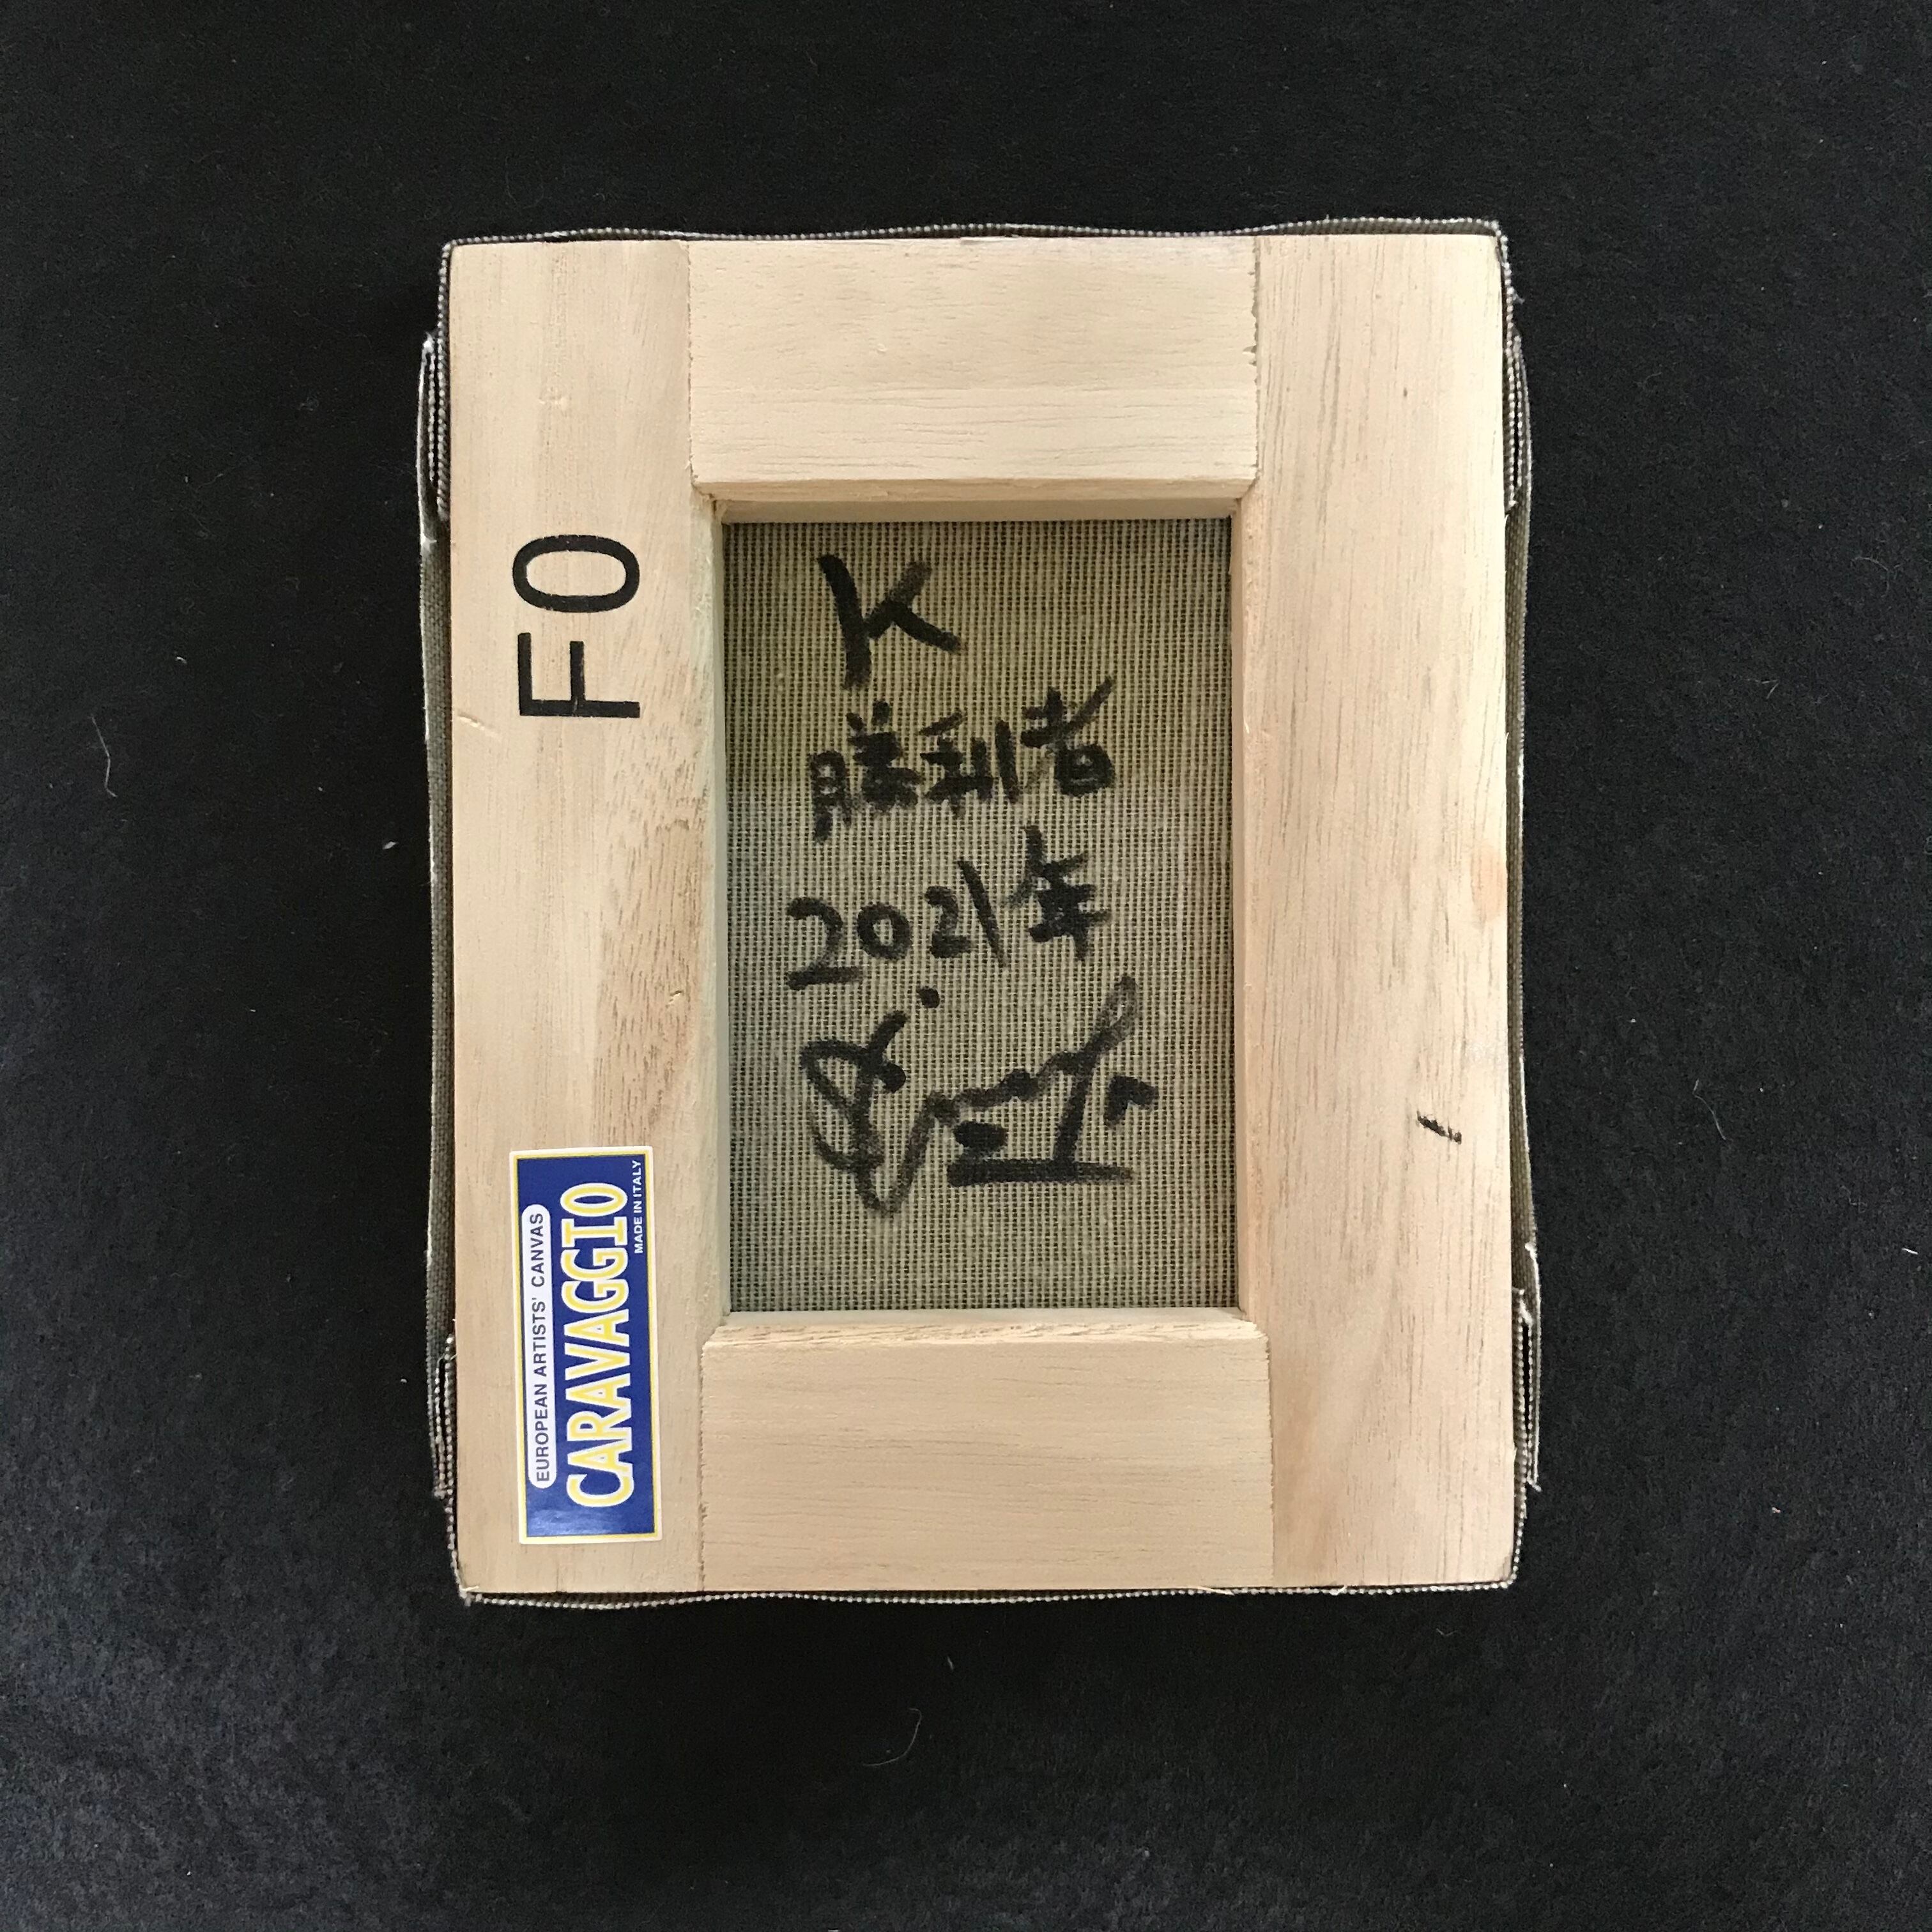 F0
K
勝利者
2021年
EUROPEAN ARTISTS' CANVAS
CARAVAGGIO
MADE IN ITALY